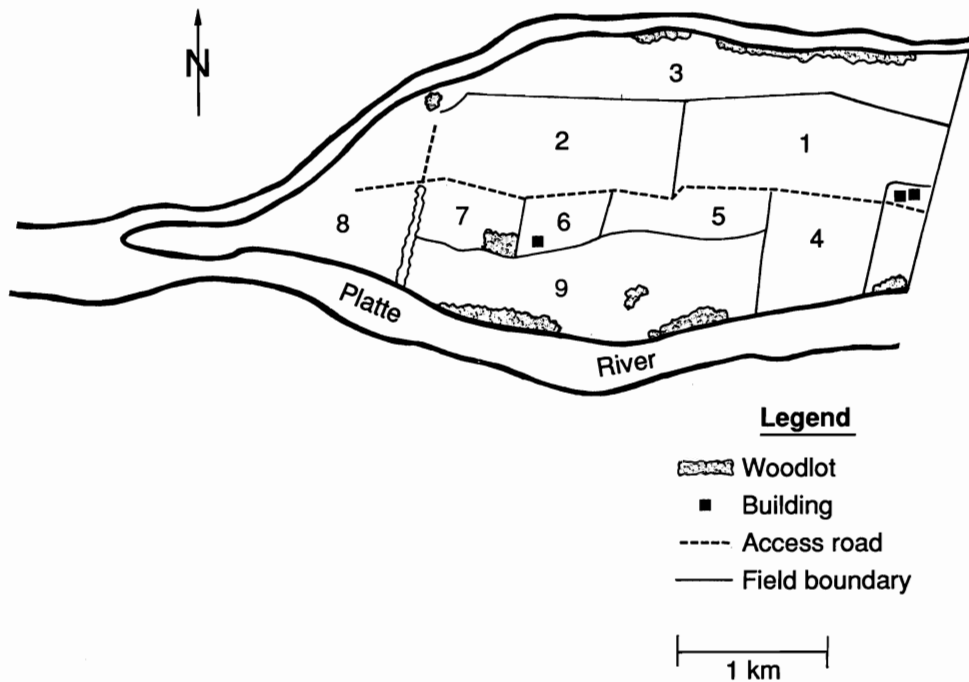 N
3
2
1
7
6
5
8
4
9
Platte
River
Legend
Woodlot
Building
Access road
Field boundary
1 km